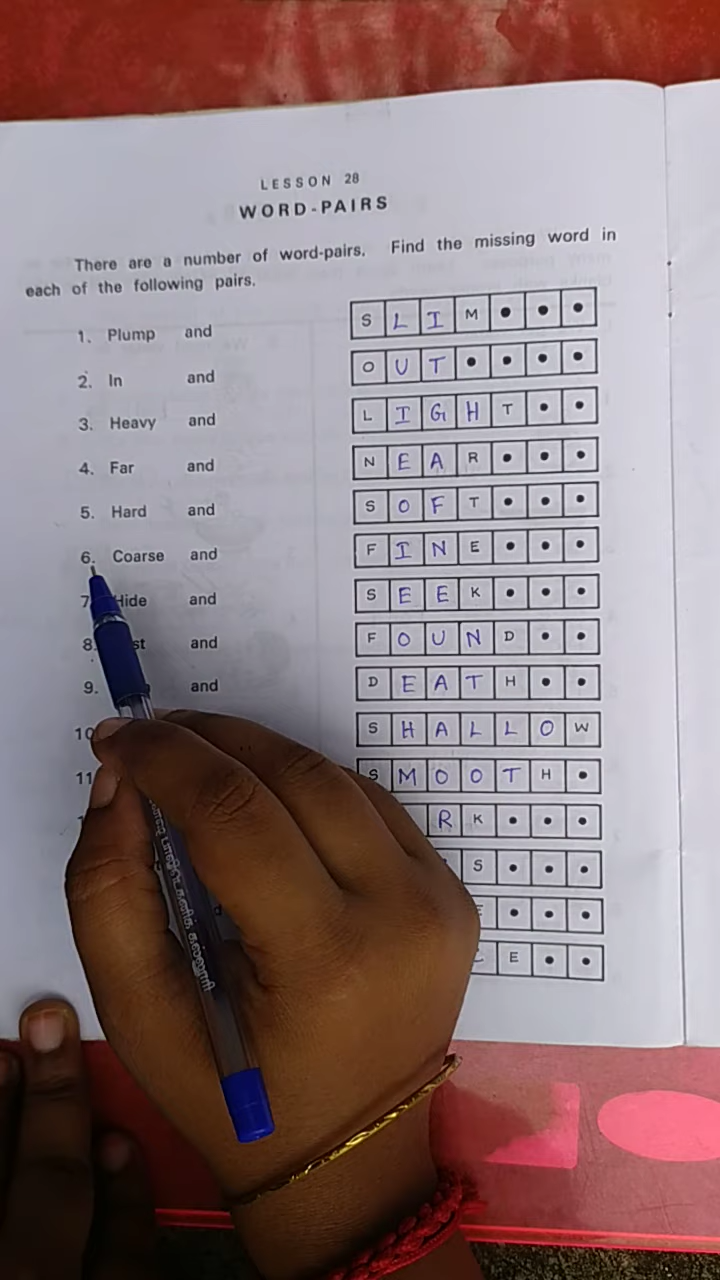 LESSON 28
WORD-PAIRS
There are a number of word-pairs. Find the missing word in
each of the following pairs.
1. Plump and SLIM
2. In and OUT
3. Heavy and LIGHT
4. Far and NEAR
5. Hard and SOFT
6. Coarse and FINE
7 Hide and SEEK
8. st and FOUND
9. and DEATH
10 SHALLOW
11 SMOOTH
RK
S
E